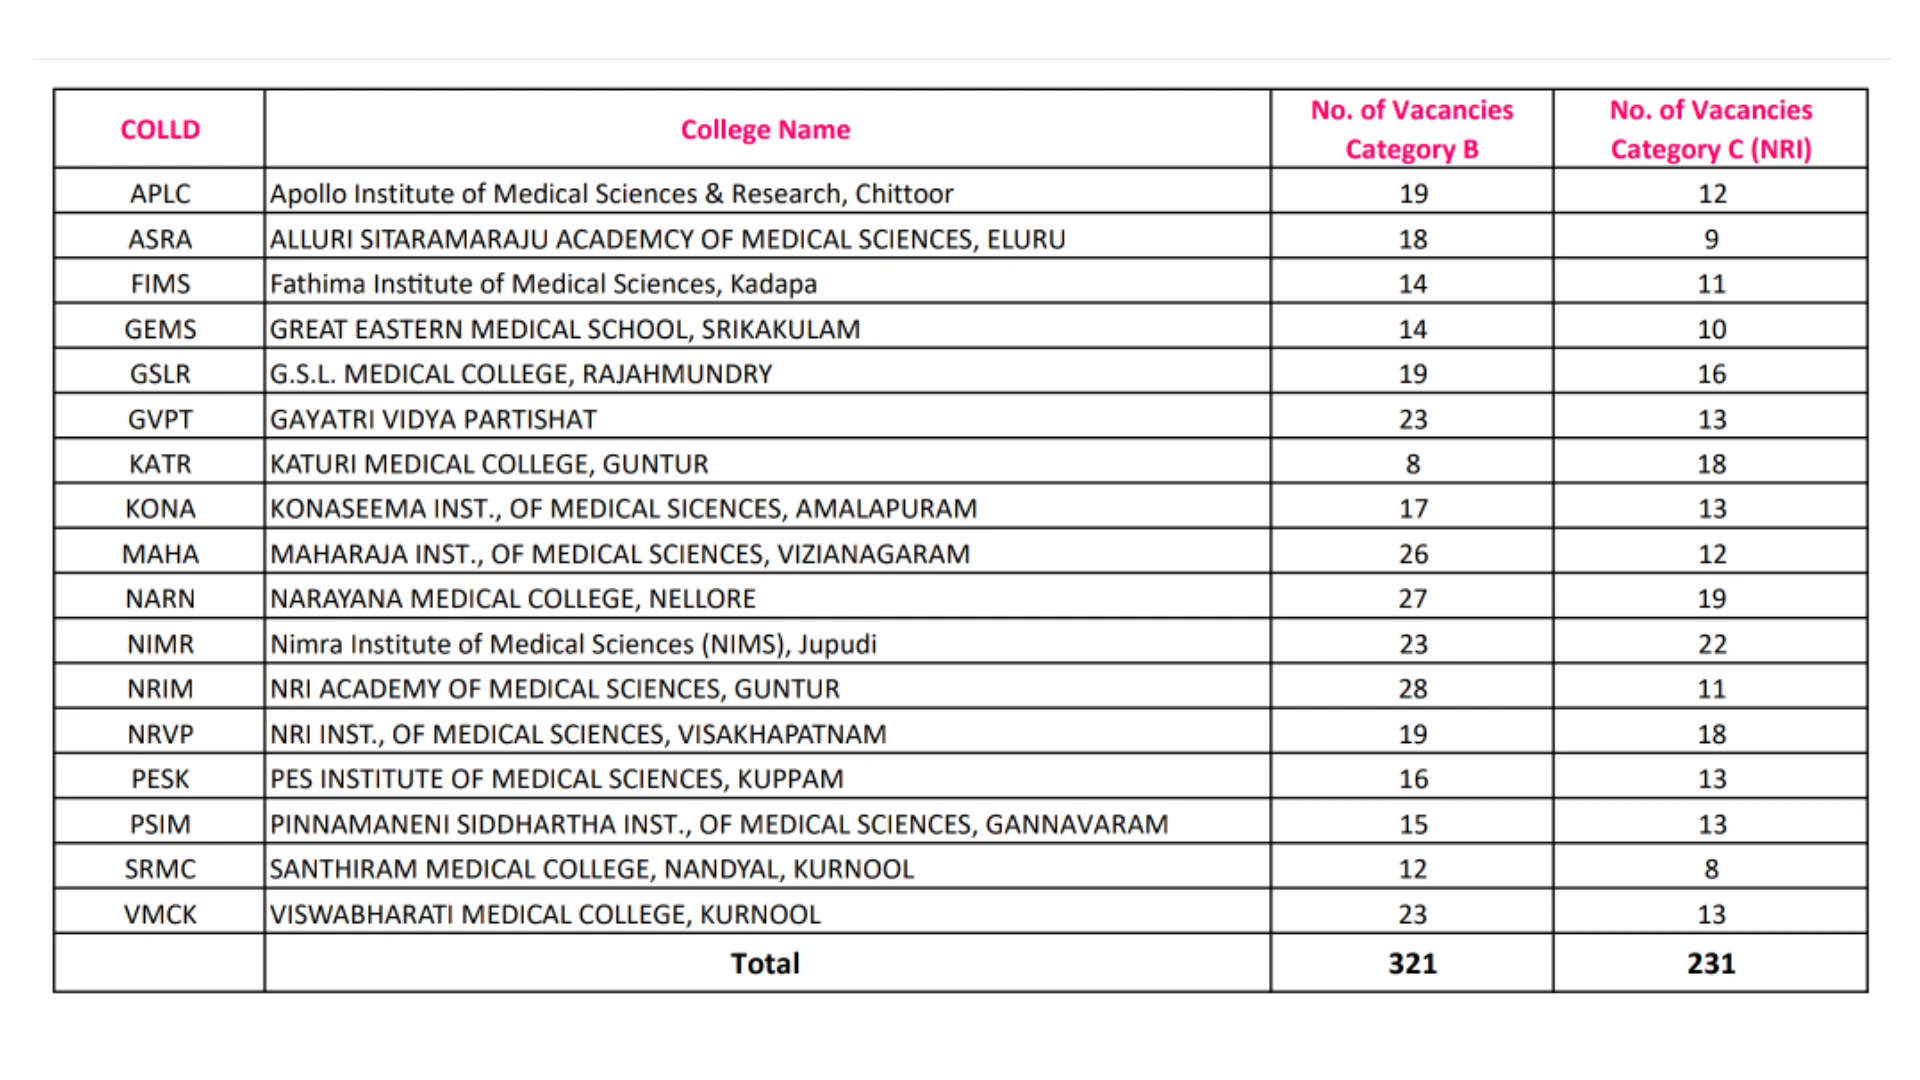 COLLD College Name No. of Vacancies Category B No. of Vacancies Category C (NRI)
APLC Apollo Institute of Medical Sciences & Research, Chittoor 19 12
ASRA ALLURI SITARAMARAJU ACADEMCY OF MEDICAL SCIENCES, ELURU 18 9
FIMS Fathima Institute of Medical Sciences, Kadapa 14 11
GEMS GREAT EASTERN MEDICAL SCHOOL, SRIKAKULAM 14 10
GSLR G.S.L. MEDICAL COLLEGE, RAJAHMUNDRY 19 16
GVPT GAYATRI VIDYA PARTISHAT 23 13
KATR KATURI MEDICAL COLLEGE, GUNTUR 8 18
KONA KONASEEMA INST., OF MEDICAL SICENCES, AMALAPURAM 17 13
MAHA MAHARAJA INST., OF MEDICAL SCIENCES, VIZIANAGARAM 26 12
NARN NARAYANA MEDICAL COLLEGE, NELLORE 27 19
NIMR Nimra Institute of Medical Sciences (NIMS), Jupudi 23 22
NRIM NRI ACADEMY OF MEDICAL SCIENCES, GUNTUR 28 11
NRVP NRI INST., OF MEDICAL SCIENCES, VISAKHAPATNAM 19 18
PESK PES INSTITUTE OF MEDICAL SCIENCES, KUPPAM 16 13
PSIM PINNAMANENI SIDDHARTHA INST., OF MEDICAL SCIENCES, GANNAVARAM 15 13
SRMC SANTHIRAM MEDICAL COLLEGE, NANDYAL, KURNOOL 12 8
VMCK VISWABHARATI MEDICAL COLLEGE, KURNOOL 23 13
Total 321 231